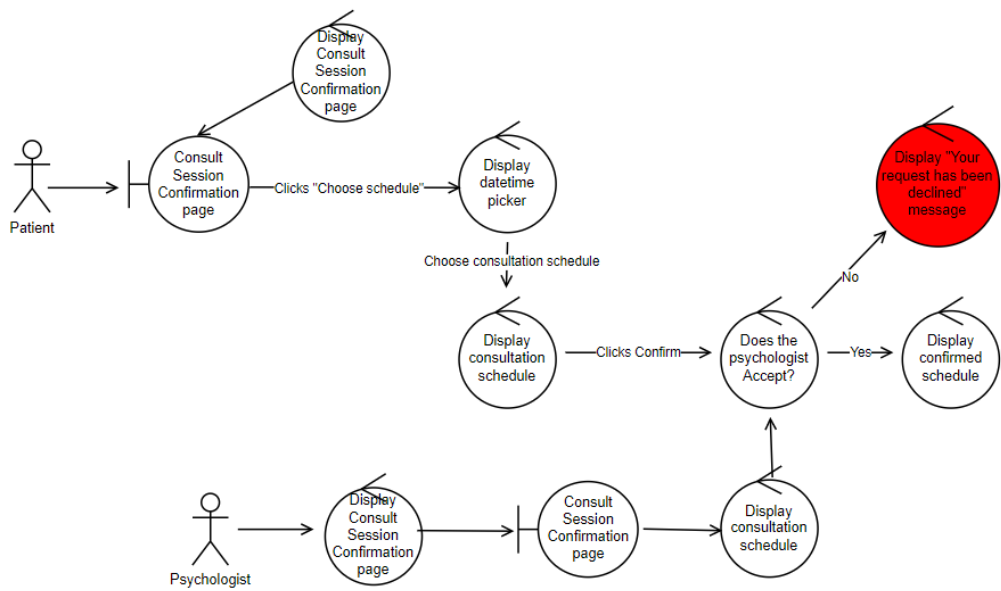 Display
Consult
Session
Confirmation
page
Patient
Consult
Session
Confirmation
page
Clicks "Choose schedule"
Display
datetime
picker
Display "Your
request has been
declined"
message
Choose consultation schedule
No
Display
consultation
schedule
Clicks Confirm
Does the
psychologist
Accept?
Yes
Display
confirmed
schedule
Psychologist
Display
Consult
Session
Confirmation
page
Consult
Session
Confirmation
page
Display
consultation
schedule